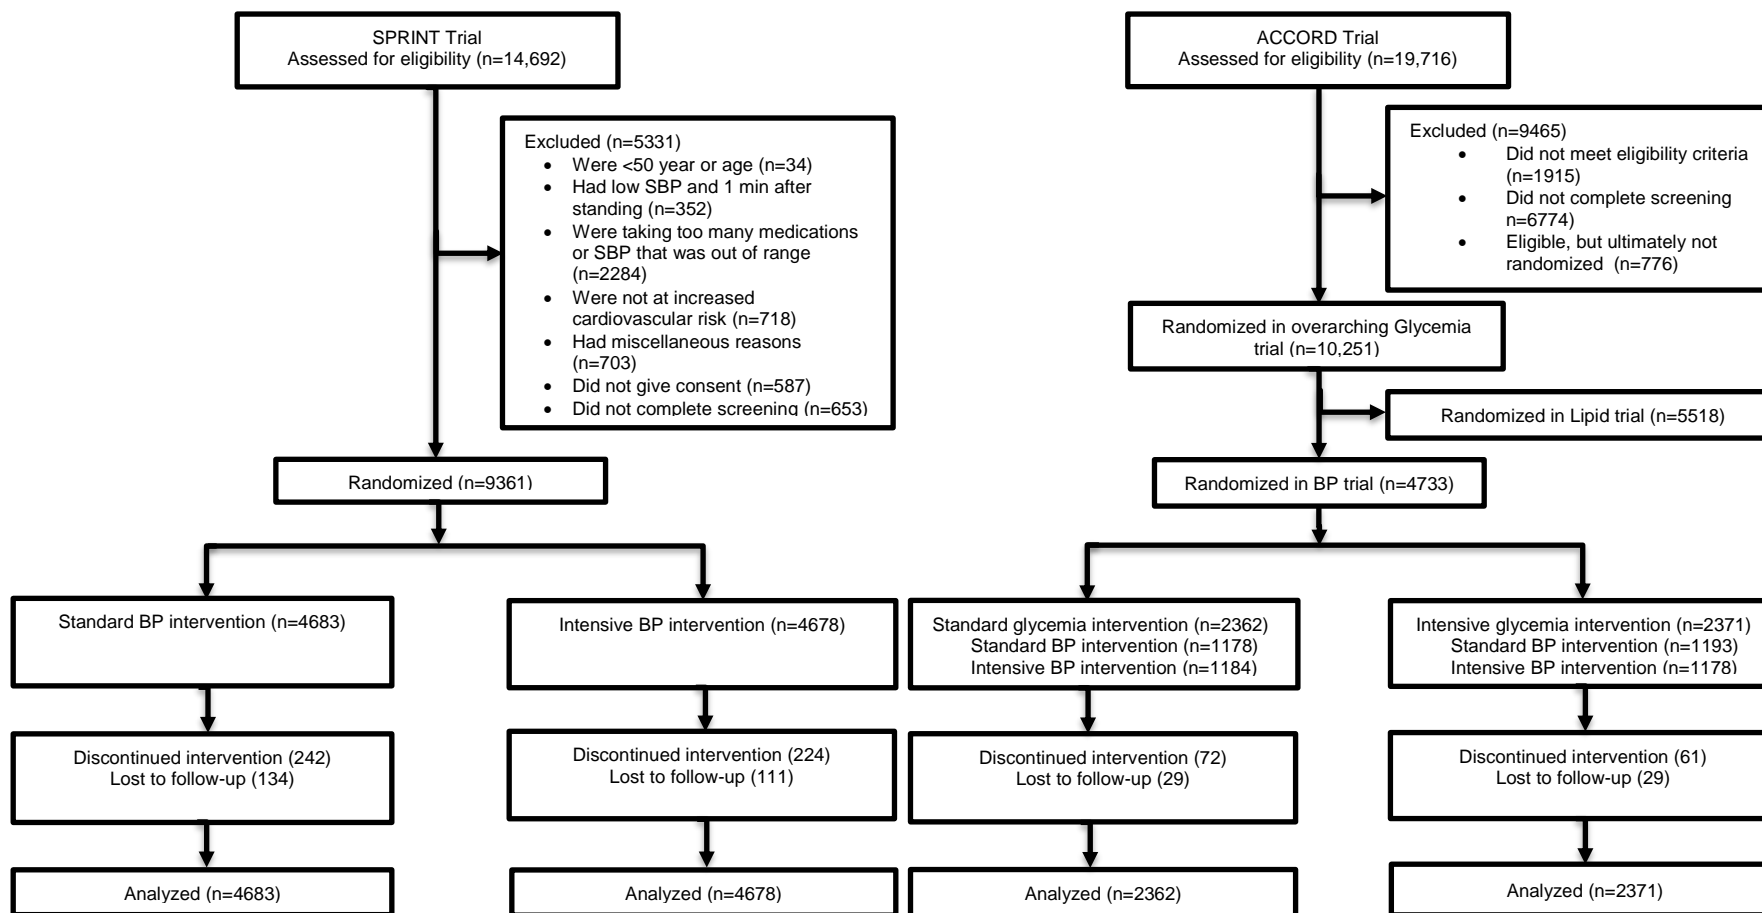 SPRINT Trial
Assessed for eligibility (n=14,692)
Excluded (n=5331)
• Were <50 year or age (n=34)
• Had low SBP and 1 min after
standing (n=352)
• Were taking too many medications
or SBP that was out of range
(n=2284)
• Were not at increased
cardiovascular risk (n=718)
• Had miscellaneous reasons
(n=703)
• Did not give consent (n=587)
• Did not complete screening (n=653)
Randomized (n=9361)
Standard BP intervention (n=4683)
Intensive BP intervention (n=4678)
Discontinued intervention (242)
Lost to follow-up (134)
Discontinued intervention (224)
Lost to follow-up (111)
Analyzed (n=4683)
Analyzed (n=4678)
ACCORD Trial
Assessed for eligibility (n=19,716)
Excluded (n=9465)
• Did not meet eligibility criteria
(n=1915)
• Did not complete screening
n=6774)
• Eligible, but ultimately not
randomized (n=776)
Randomized in overarching Glycemia
trial (n=10,251)
Randomized in Lipid trial (n=5518)
Randomized in BP trial (n=4733)
Standard glycemia intervention (n=2362)
Standard BP intervention (n=1178)
Intensive BP intervention (n=1184)
Intensive glycemia intervention (n=2371)
Standard BP intervention (n=1193)
Intensive BP intervention (n=1178)
Discontinued intervention (72)
Lost to follow-up (29)
Discontinued intervention (61)
Lost to follow-up (29)
Analyzed (n=2362)
Analyzed (n=2371)